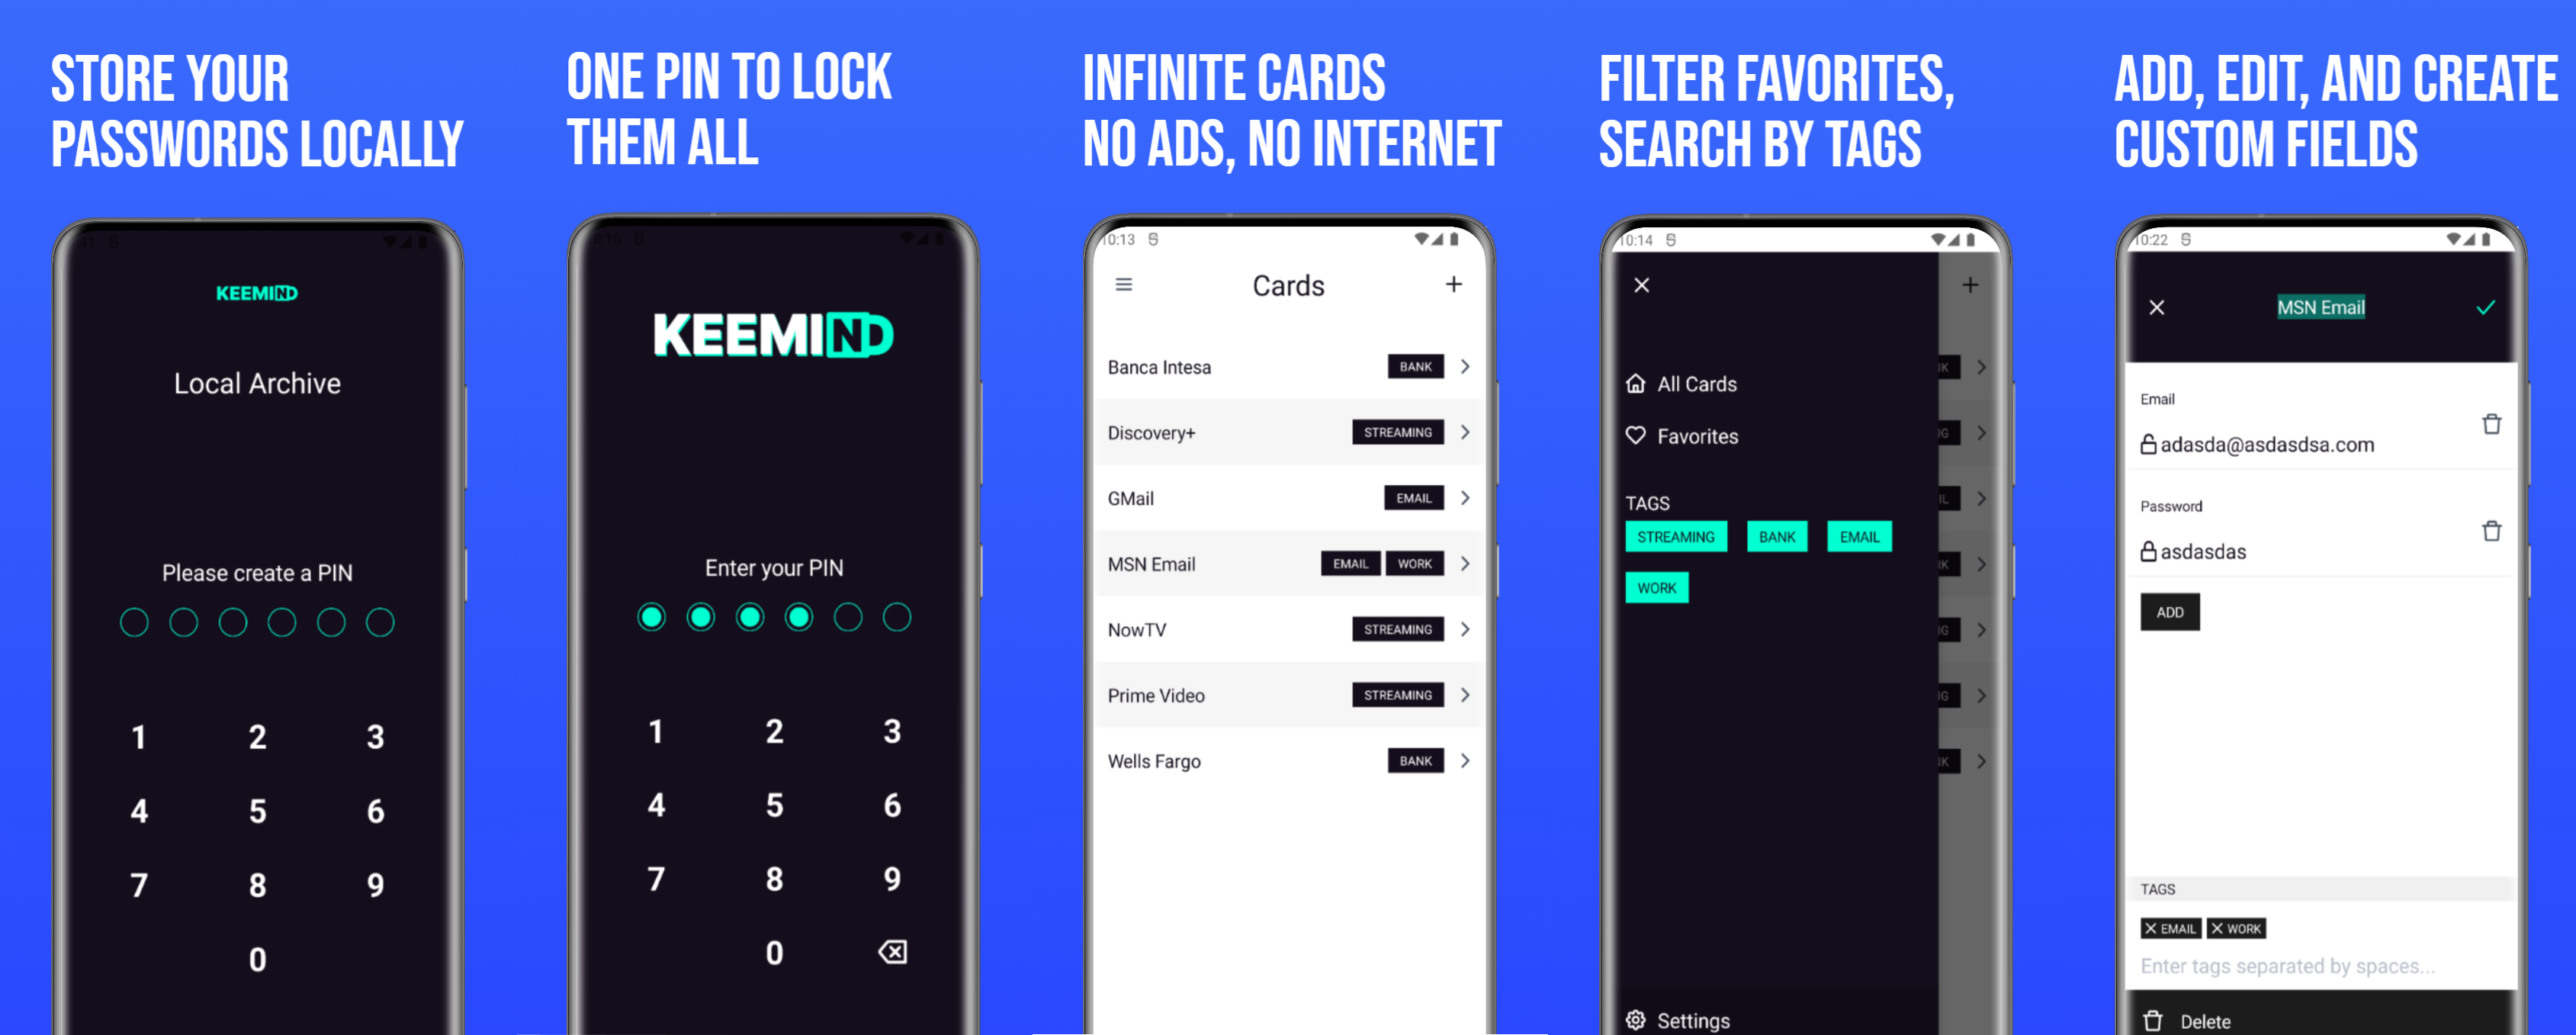 STORE YOUR
PASSWORDS LOCALLY
KEEMIND
Local Archive
Please create a PIN
1 2 3
4 5 6
7 8 9
0
ONE PIN TO LOCK
THEM ALL
KEEMIND
Enter your PIN
1 2 3
4 5 6
7 8 9
0
INFINITE CARDS
NO ADS, NO INTERNET
10:13
Cards
Banca Intesa BANK
Discovery+ STREAMING
GMail EMAIL
MSN Email EMAIL WORK
NowTV STREAMING
Prime Video STREAMING
Wells Fargo BANK
FILTER FAVORITES,
SEARCH BY TAGS
10:14
All Cards
Favorites
TAGS
STREAMING BANK EMAIL
WORK
Settings
ADD, EDIT, AND CREATE
CUSTOM FIELDS
10:22
MSN Email
Email
adasda@asdasdsa.com
Password
asdasdas
ADD
TAGS
EMAIL WORK
Enter tags separated by spaces...
Delete